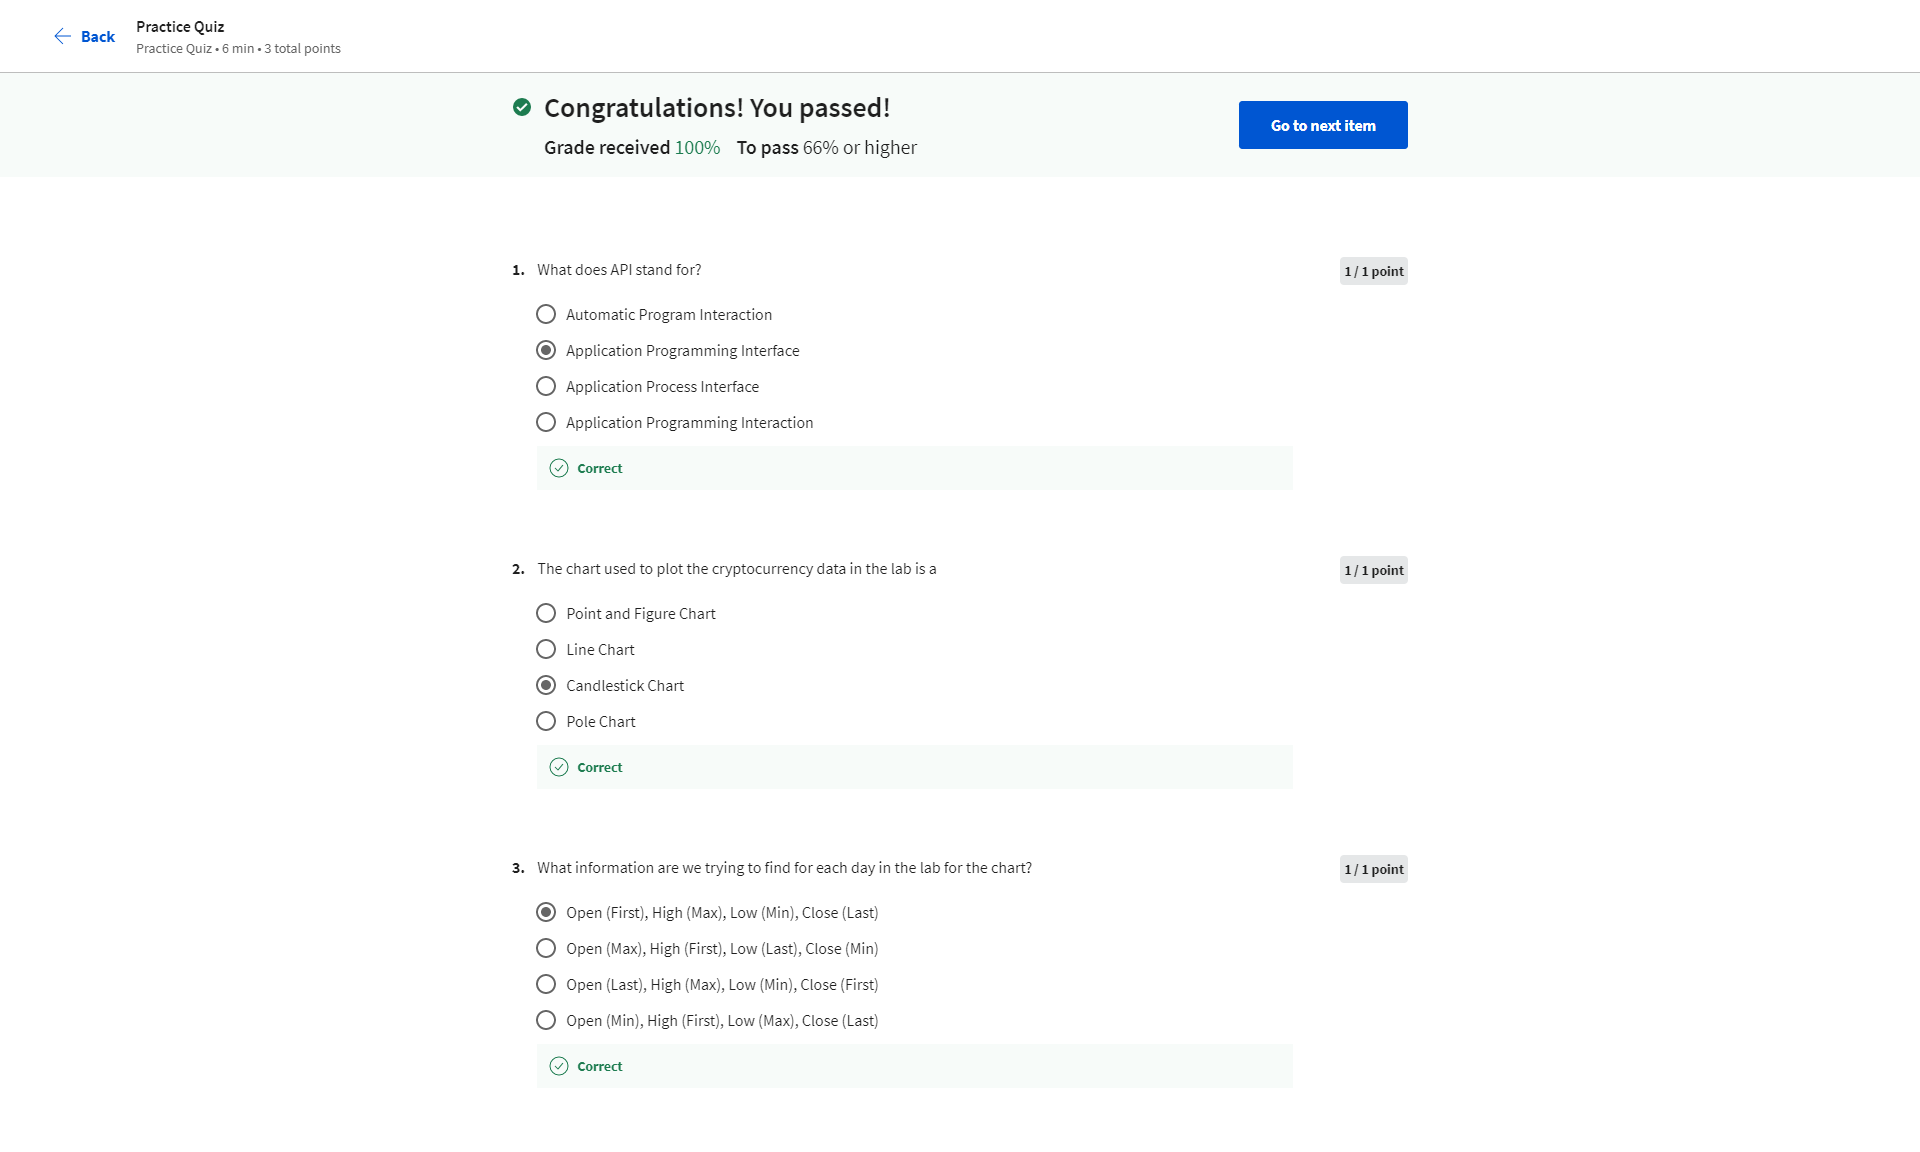 Back
Practice Quiz
Practice Quiz • 6 min • 3 total points
Congratulations! You passed!
Grade received 100% To pass 66% or higher
Go to next item
1. What does API stand for?
1 / 1 point
Automatic Program Interaction
Application Programming Interface
Application Process Interface
Application Programming Interaction
Correct
2. The chart used to plot the cryptocurrency data in the lab is a
1 / 1 point
Point and Figure Chart
Line Chart
Candlestick Chart
Pole Chart
Correct
3. What information are we trying to find for each day in the lab for the chart?
1 / 1 point
Open (First), High (Max), Low (Min), Close (Last)
Open (Max), High (First), Low (Last), Close (Min)
Open (Last), High (Max), Low (Min), Close (First)
Open (Min), High (First), Low (Max), Close (Last)
Correct